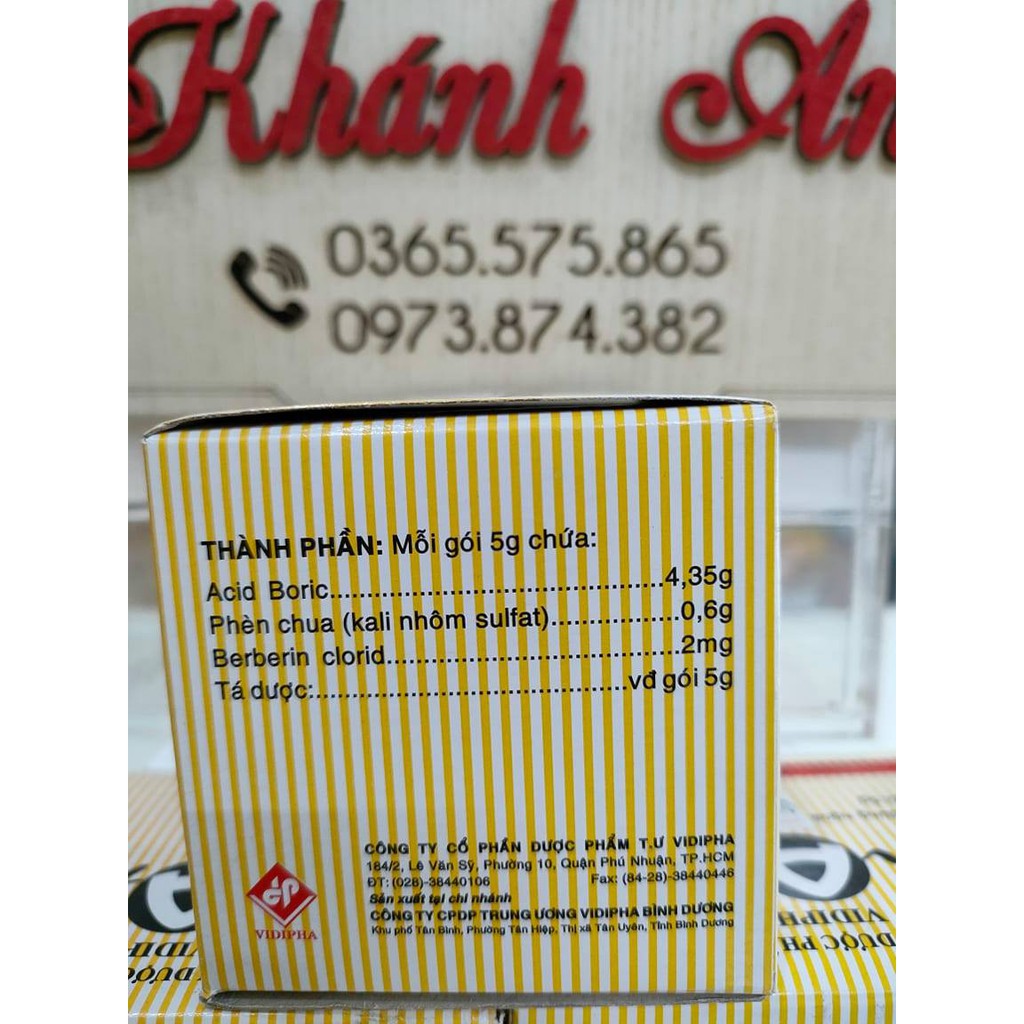 Khánh An
0365.575.865
0973.874.382
THÀNH PHẦN: Mỗi gói 5g chứa:
Acid Boric........................................4,35g
Phèn chua (kali nhôm sulfat)................0,6g
Berberin clorid....................................2mg
Tá dược:......................................vđ gói 5g
CÔNG TY CỔ PHẦN DƯỢC PHẨM T.Ư VIDIPHA
184/2, Lê Văn Sỹ, Phường 10, Quận Phú Nhuận, TP.HCM
ĐT: (028)-38440106 Fax: (84-28)-38440446
Sản xuất tại chi nhánh
CÔNG TY CPDP TRUNG ƯƠNG VIDIPHA BÌNH DƯƠNG
Khu phố Tân Bình, Phường Tân Hiệp, Thị xã Tân Uyên, Tỉnh Bình Dương
VIDIPHA
DƯỢC PH
VIDIPH